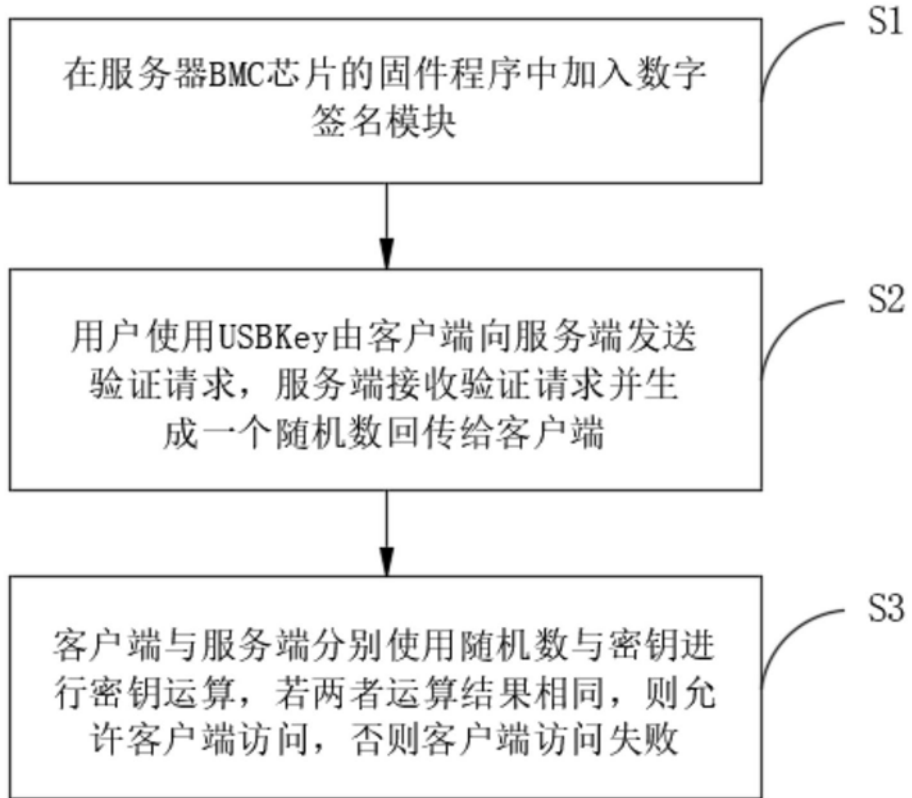 S1
在服务器BMC芯片的固件程序中加入数字
签名模块
S2
用户使用USBKey由客户端向服务端发送
验证请求，服务端接收验证请求并生
成一个随机数回传给客户端
S3
客户端与服务端分别使用随机数与密钥进
行密钥运算，若两者运算结果相同，则允
许客户端访问，否则客户端访问失败